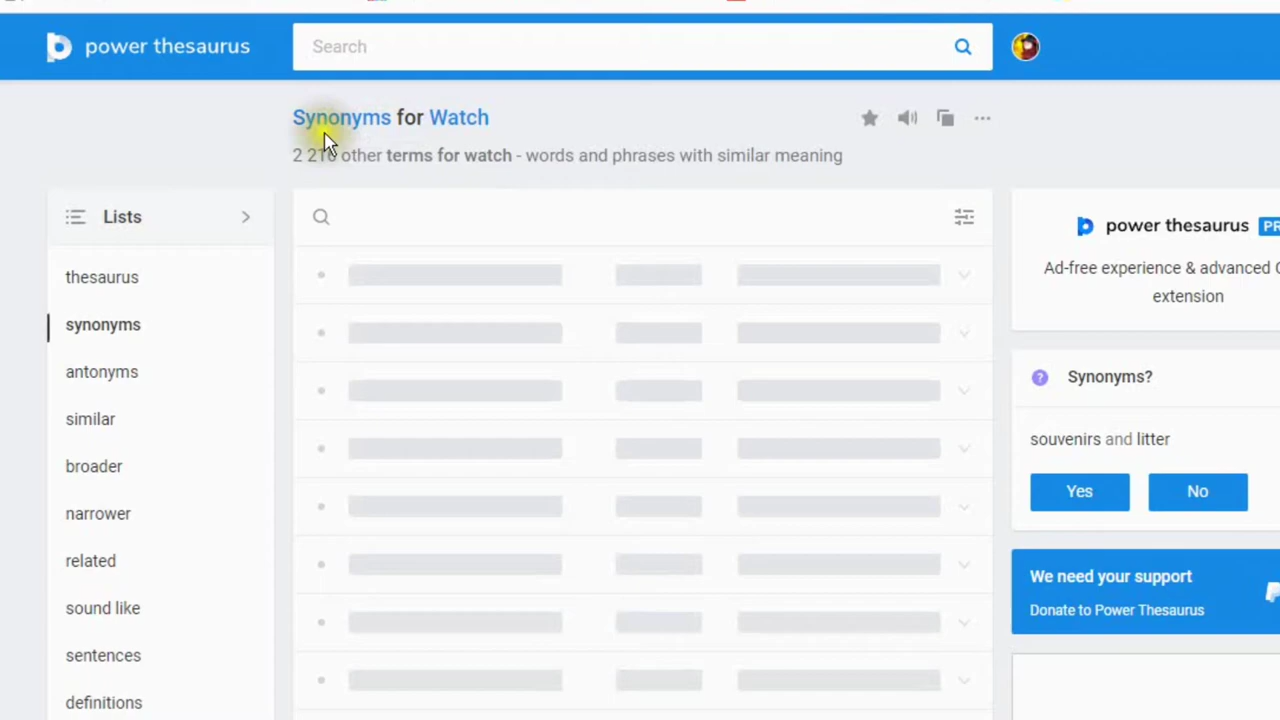 power thesaurus
Search
Synonyms for Watch
other terms for watch - words and phrases with similar meaning
Lists
thesaurus
synonyms
antonyms
similar
broader
narrower
related
sound like
sentences
definitions
power thesaurus
Ad-free experience & advanced
extension
Synonyms?
souvenirs and litter
Yes
No
We need your support
Donate to Power Thesaurus